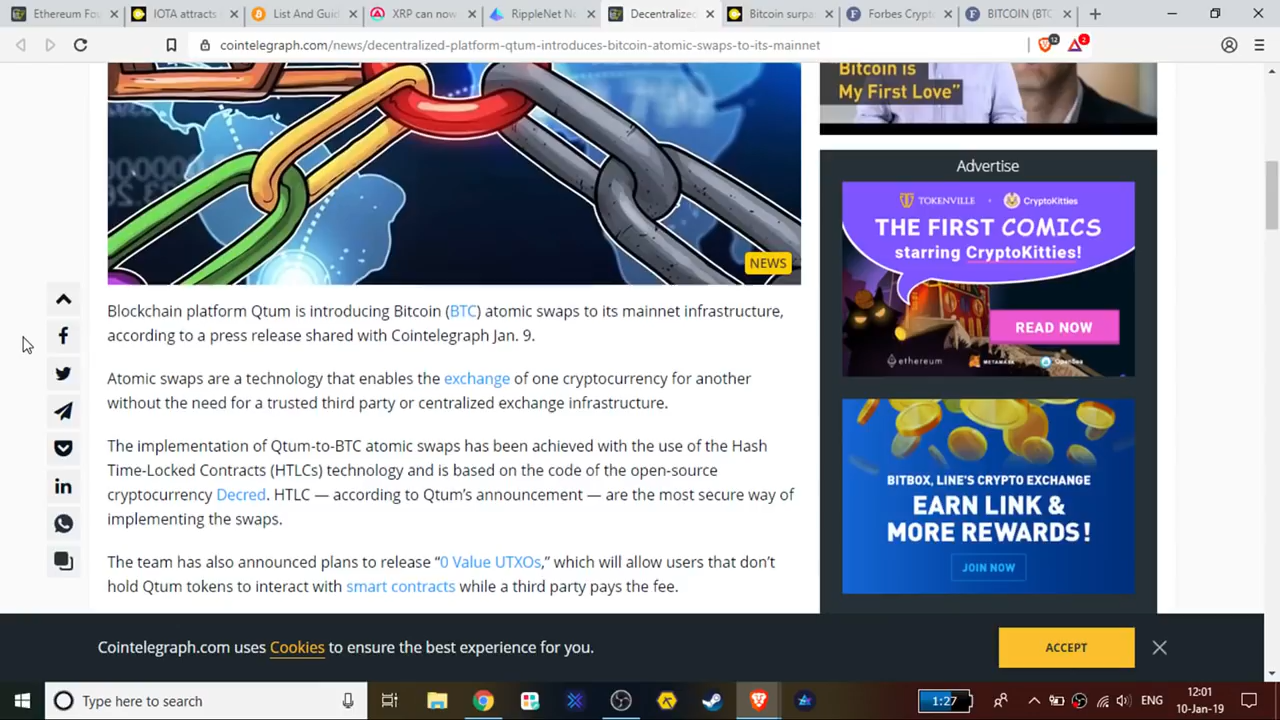 Ethereum Fou
IOTA attracts
List And Guid
XRP can now
RippleNet N
Decentralized
Bitcoin surpa
Forbes Crypt
BITCOIN (BTC
cointelegraph.com/news/decentralized-platform-qtum-introduces-bitcoin-atomic-swaps-to-its-mainnet
12
2
Bitcoin is
My First Love”
NEWS
Blockchain platform Qtum is introducing Bitcoin (BTC) atomic swaps to its mainnet infrastructure,
according to a press release shared with Cointelegraph Jan. 9.
Atomic swaps are a technology that enables the exchange of one cryptocurrency for another
without the need for a trusted third party or centralized exchange infrastructure.
The implementation of Qtum-to-BTC atomic swaps has been achieved with the use of the Hash
Time-Locked Contracts (HTLCs) technology and is based on the code of the open-source
cryptocurrency Decred. HTLC — according to Qtum’s announcement — are the most secure way of
implementing the swaps.
The team has also announced plans to release “0 Value UTXOs,” which will allow users that don’t
hold Qtum tokens to interact with smart contracts while a third party pays the fee.
Advertise
TOKENVILLE · CryptoKitties
THE FIRST COMICS
starring CryptoKitties!
READ NOW
ethereum METAMASK OpenSea
BITBOX, LINE’S CRYPTO EXCHANGE
EARN LINK &
MORE REWARDS!
JOIN NOW
Cointelegraph.com uses Cookies to ensure the best experience for you.
ACCEPT
Type here to search
1:27
ENG
12:01
10-Jan-19